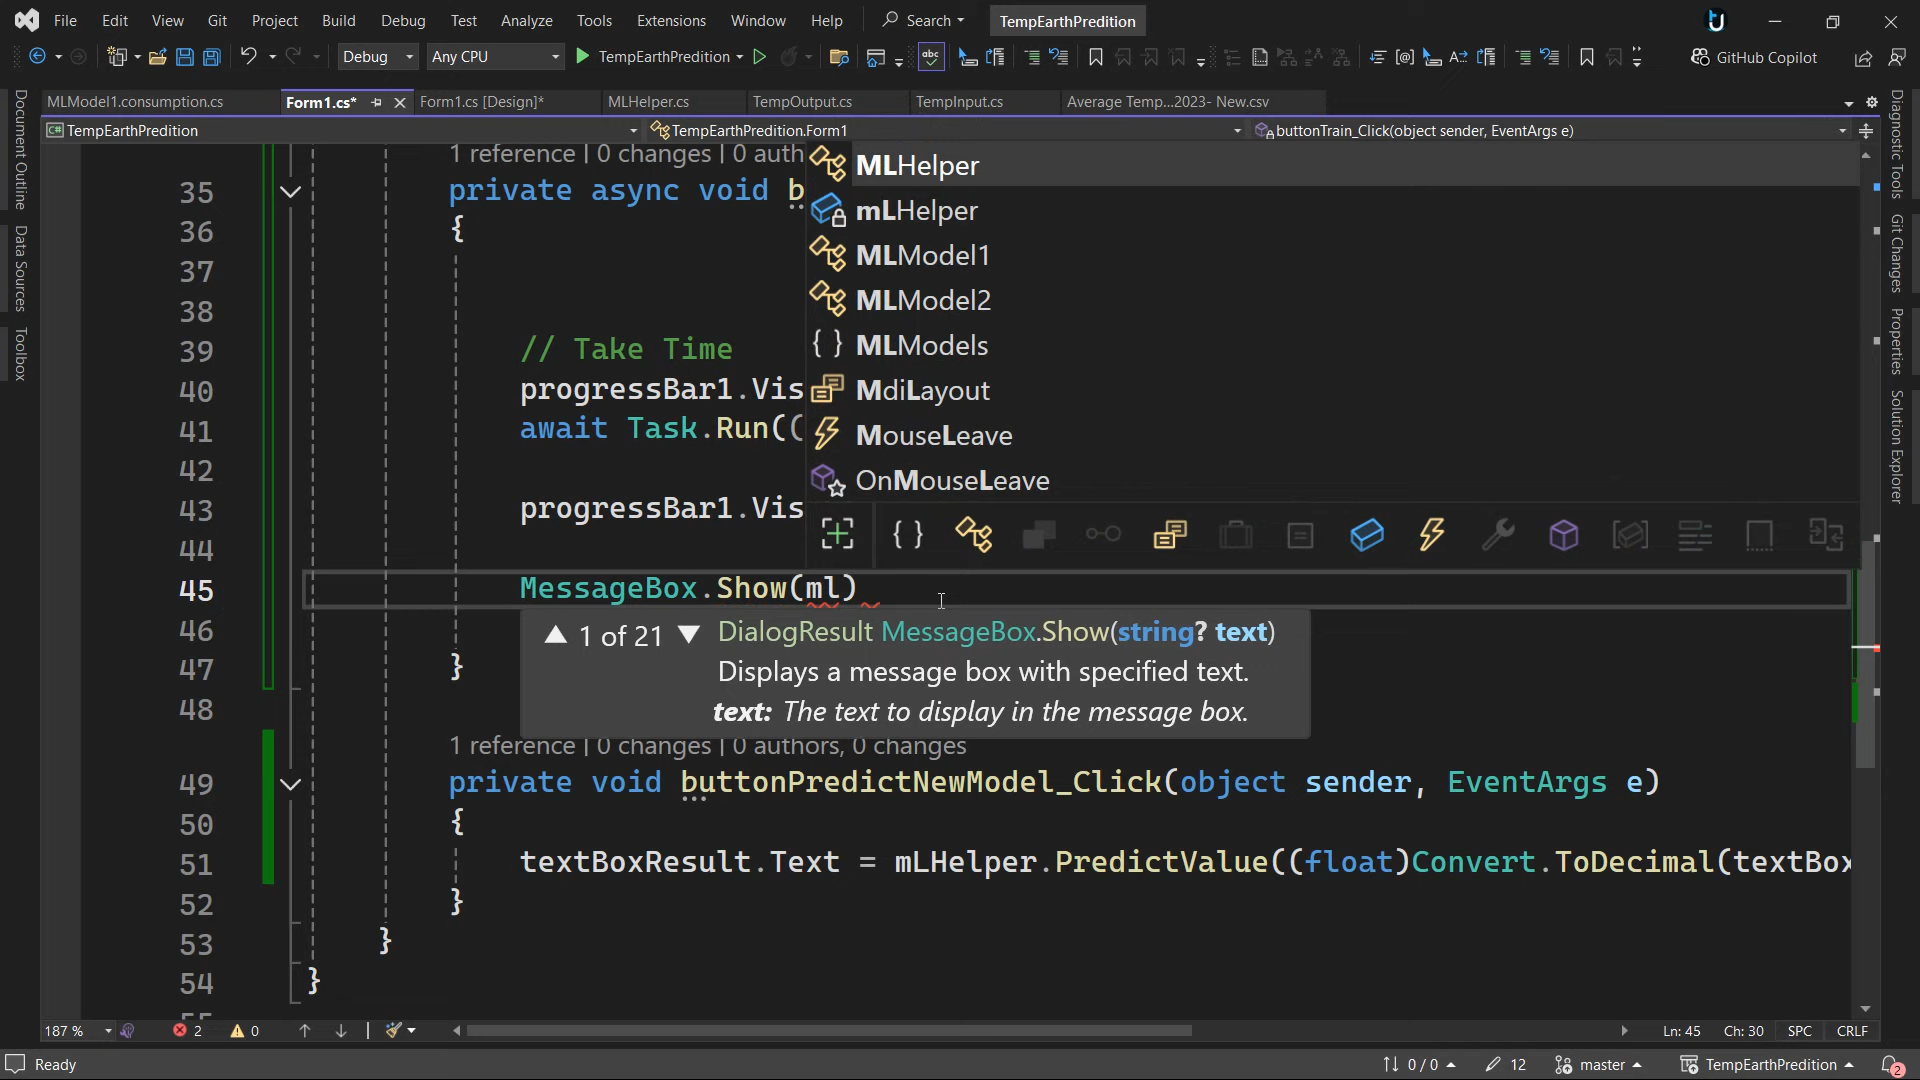 File Edit View Git Project Build Debug Test Analyze Tools Extensions Window Help Search TempEarthPredition
Debug Any CPU TempEarthPredition GitHub Copilot
MLModel1.consumption.cs Form1.cs* Form1.cs [Design]* MLHelper.cs TempOutput.cs TempInput.cs Average Temp...2023- New.csv
TempEarthPredition TempEarthPredition.Form1 buttonTrain_Click(object sender, EventArgs e)
Document Outline
Data Sources
Toolbox
Diagnostic Tools
Git Changes
Properties
Solution Explorer
1 reference | 0 changes | 0 auth
35 private async void b
36 {
37
38
39 // Take Time
40 progressBar1.Vis
41 await Task.Run((
42
43 progressBar1.Vis
44
45 MessageBox.Show(ml)
46
47 }
48
MLHelper
mLHelper
MLModel1
MLModel2
MLModels
MdiLayout
MouseLeave
OnMouseLeave
1 of 21 DialogResult MessageBox.Show(string? text)
Displays a message box with specified text.
text: The text to display in the message box.
1 reference | 0 changes | 0 authors, 0 changes
49 private void buttonPredictNewModel_Click(object sender, EventArgs e)
50 {
51 textBoxResult.Text = mLHelper.PredictValue((float)Convert.ToDecimal(textBox
52 }
53 }
54 }
187 % 2 0 Ln: 45 Ch: 30 SPC CRLF
Ready 0 / 0 12 master TempEarthPredition 2